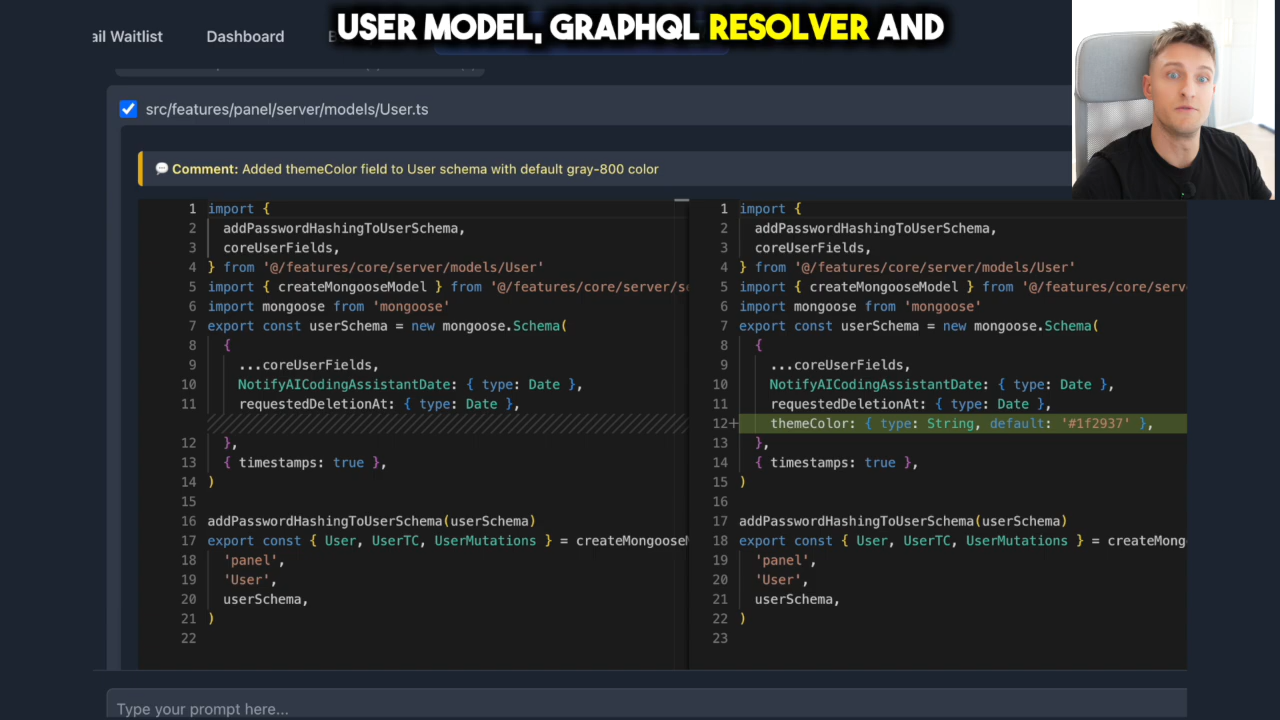 USER MODEL, GRAPHQL RESOLVER AND
ail Waitlist
Dashboard
src/features/panel/server/models/User.ts
Comment: Added themeColor field to User schema with default gray-800 color
1 import {
2 addPasswordHashingToUserSchema,
3 coreUserFields,
4 } from '@/features/core/server/models/User'
5 import { createMongooseModel } from '@/features/core/server/s
6 import mongoose from 'mongoose'
7 export const userSchema = new mongoose.Schema(
8 {
9 ...coreUserFields,
10 NotifyAICodingAssistantDate: { type: Date },
11 requestedDeletionAt: { type: Date },
12 },
13 { timestamps: true },
14 )
15
16 addPasswordHashingToUserSchema(userSchema)
17 export const { User, UserTC, UserMutations } = createMongooseM
18 'panel',
19 'User',
20 userSchema,
21 )
22
1 import {
2 addPasswordHashingToUserSchema,
3 coreUserFields,
4 } from '@/features/core/server/models/User'
5 import { createMongooseModel } from '@/features/core/serv
6 import mongoose from 'mongoose'
7 export const userSchema = new mongoose.Schema(
8 {
9 ...coreUserFields,
10 NotifyAICodingAssistantDate: { type: Date },
11 requestedDeletionAt: { type: Date },
12+ themeColor: { type: String, default: '#1f2937' },
13 },
14 { timestamps: true },
15 )
16
17 addPasswordHashingToUserSchema(userSchema)
18 export const { User, UserTC, UserMutations } = createMong
19 'panel',
20 'User',
21 userSchema,
22 )
23
Type your prompt here...